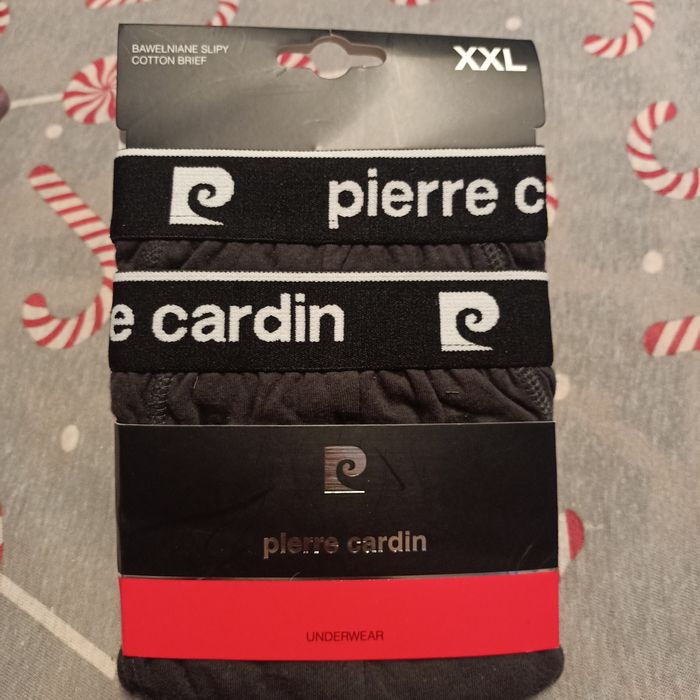 BAWEŁNIANE SLIPY
COTTON BRIEF
XXL
pierre c
e cardin
pierre cardin
UNDERWEAR